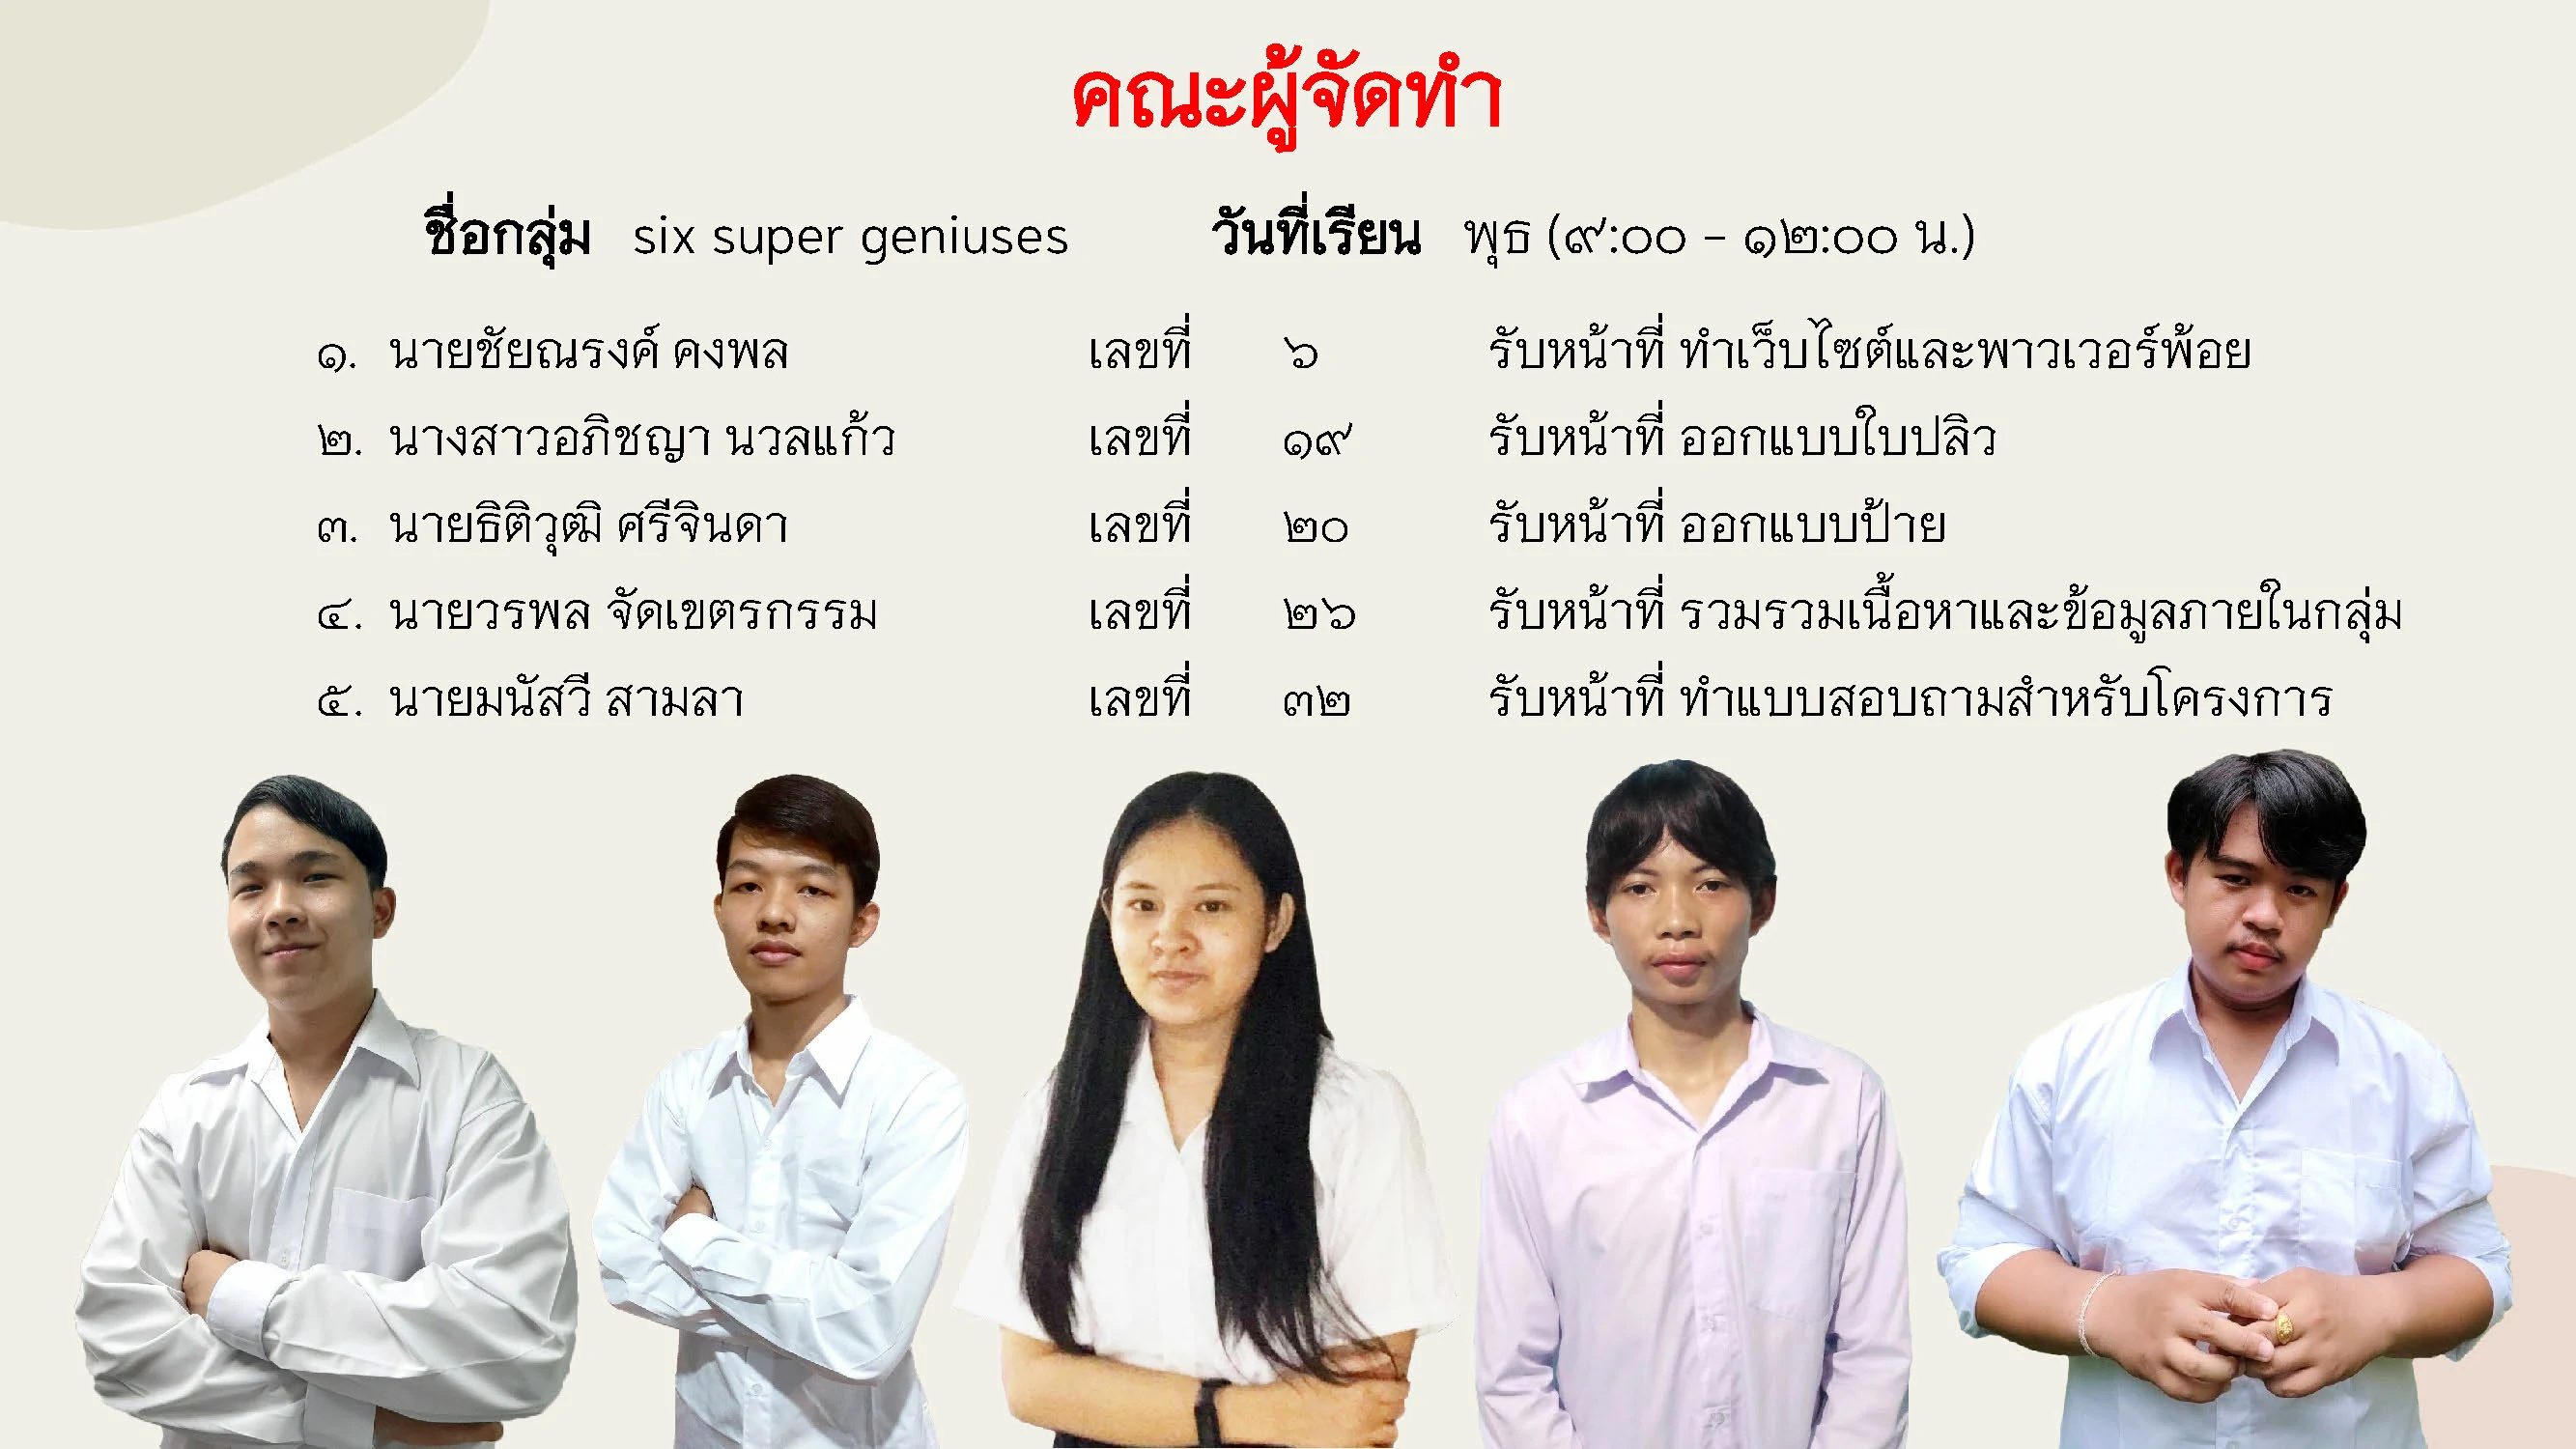 คณะผู้จัดทำ
ชื่อกลุ่ม six super geniuses วันที่เรียน พุธ (๙:๐๐ - ๑๒:๐๐ น.)
๑. นายชัยณรงค์ คงพล เลขที่ ๖ รับหน้าที่ ทำเว็บไซต์และพาวเวอร์พ้อย
๒. นางสาวอภิชญา นวลแก้ว เลขที่ ๑๙ รับหน้าที่ ออกแบบใบปลิว
๓. นายธิติวุฒิ ศรีจินดา เลขที่ ๒๐ รับหน้าที่ ออกแบบป้าย
๔. นายวรพล จัดเขตรกรรม เลขที่ ๒๖ รับหน้าที่ รวมรวมเนื้อหาและข้อมูลภายในกลุ่ม
๕. นายมนัสวี สามลา เลขที่ ๓๒ รับหน้าที่ ทำแบบสอบถามสำหรับโครงการ